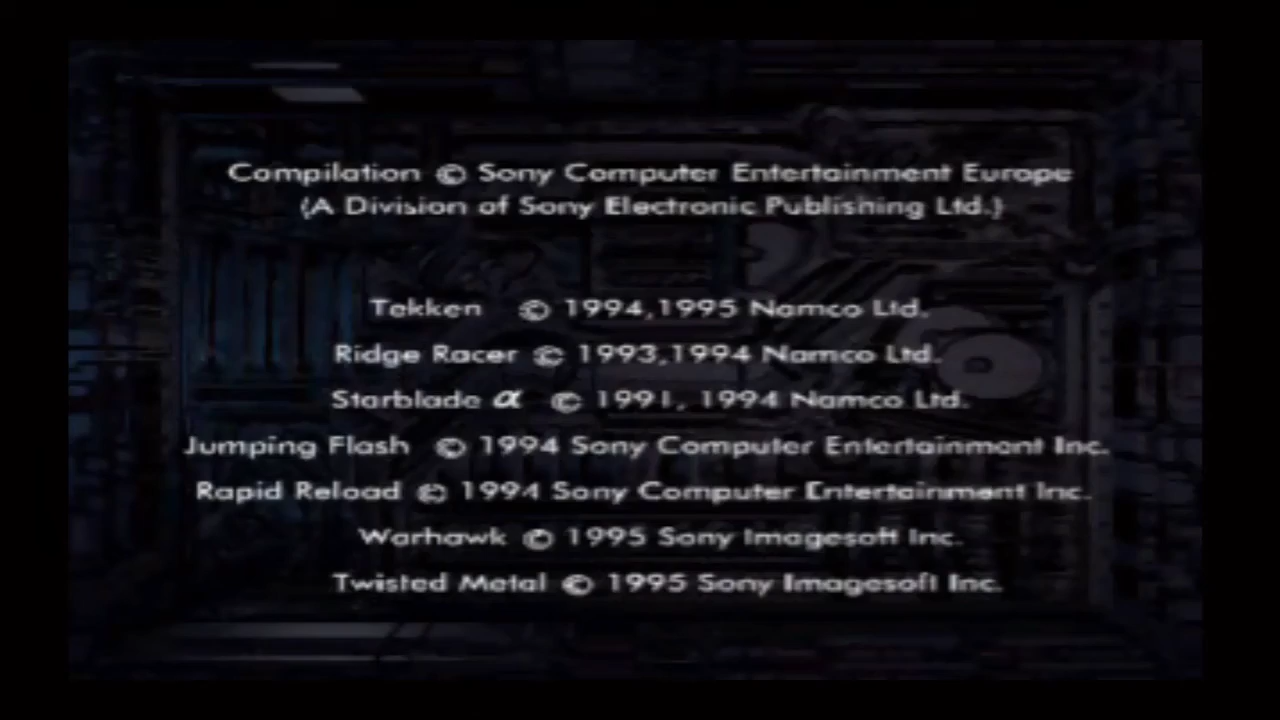 Compilation © Sony Computer Entertainment Europe
(A Division of Sony Electronic Publishing Ltd.)
Tekken © 1994,1995 Namco Ltd.
Ridge Racer © 1993,1994 Namco Ltd.
Starblade α © 1991, 1994 Namco Ltd.
Jumping Flash © 1994 Sony Computer Entertainment Inc.
Rapid Reload © 1994 Sony Computer Entertainment Inc.
Warhawk © 1995 Sony Imagesoft Inc.
Twisted Metal © 1995 Sony Imagesoft Inc.